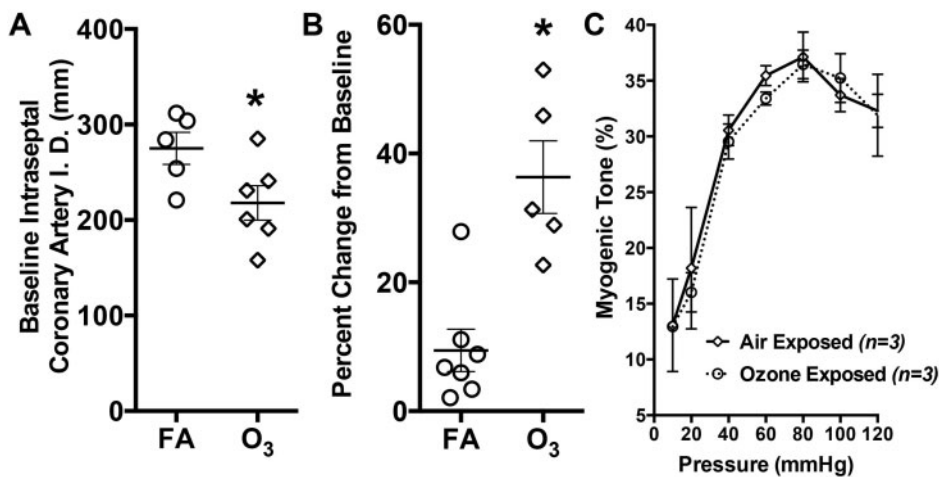 A
Baseline Intraseptal
Coronary Artery I. D. (mm)
400
300
200
100
0
*
FA
O₃
B
Percent Change from Baseline
60
40
20
0
*
FA
O₃
C
Myogenic Tone (%)
40
35
30
25
20
15
10
5
Air Exposed (n=3)
Ozone Exposed (n=3)
0 20 40 60 80 100 120
Pressure (mmHg)